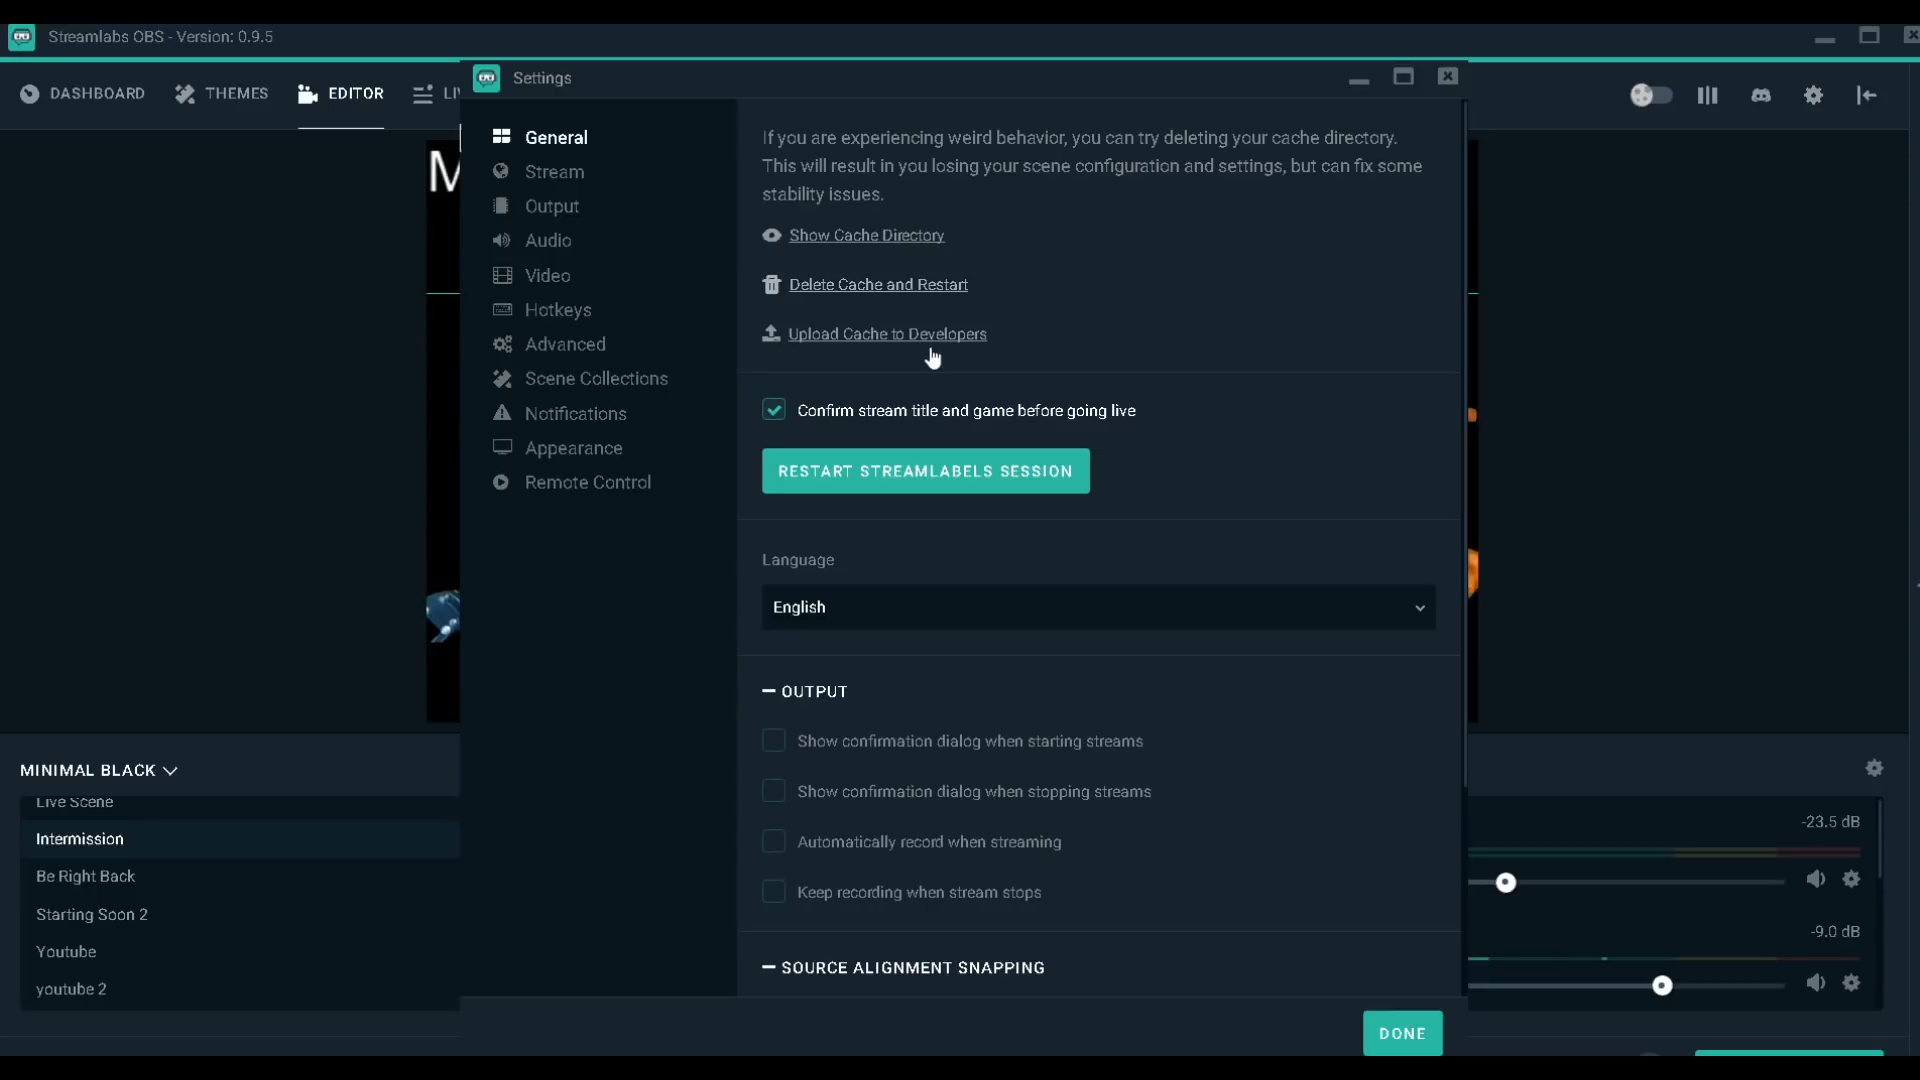 Streamlabs OBS - Version: 0.9.5
DASHBOARD
THEMES
EDITOR
Settings
General
Stream
Output
Audio
Video
Hotkeys
Advanced
Scene Collections
Notifications
Appearance
Remote Control
If you are experiencing weird behavior, you can try deleting your cache directory.
This will result in you losing your scene configuration and settings, but can fix some
stability issues.
Show Cache Directory
Delete Cache and Restart
Upload Cache to Developers
Confirm stream title and game before going live
RESTART STREAMLABELS SESSION
Language
English
OUTPUT
Show confirmation dialog when starting streams
Show confirmation dialog when stopping streams
Automatically record when streaming
Keep recording when stream stops
SOURCE ALIGNMENT SNAPPING
DONE
MINIMAL BLACK
Live Scene
Intermission
Be Right Back
Starting Soon 2
Youtube
youtube 2
-23.5 dB
-9.0 dB